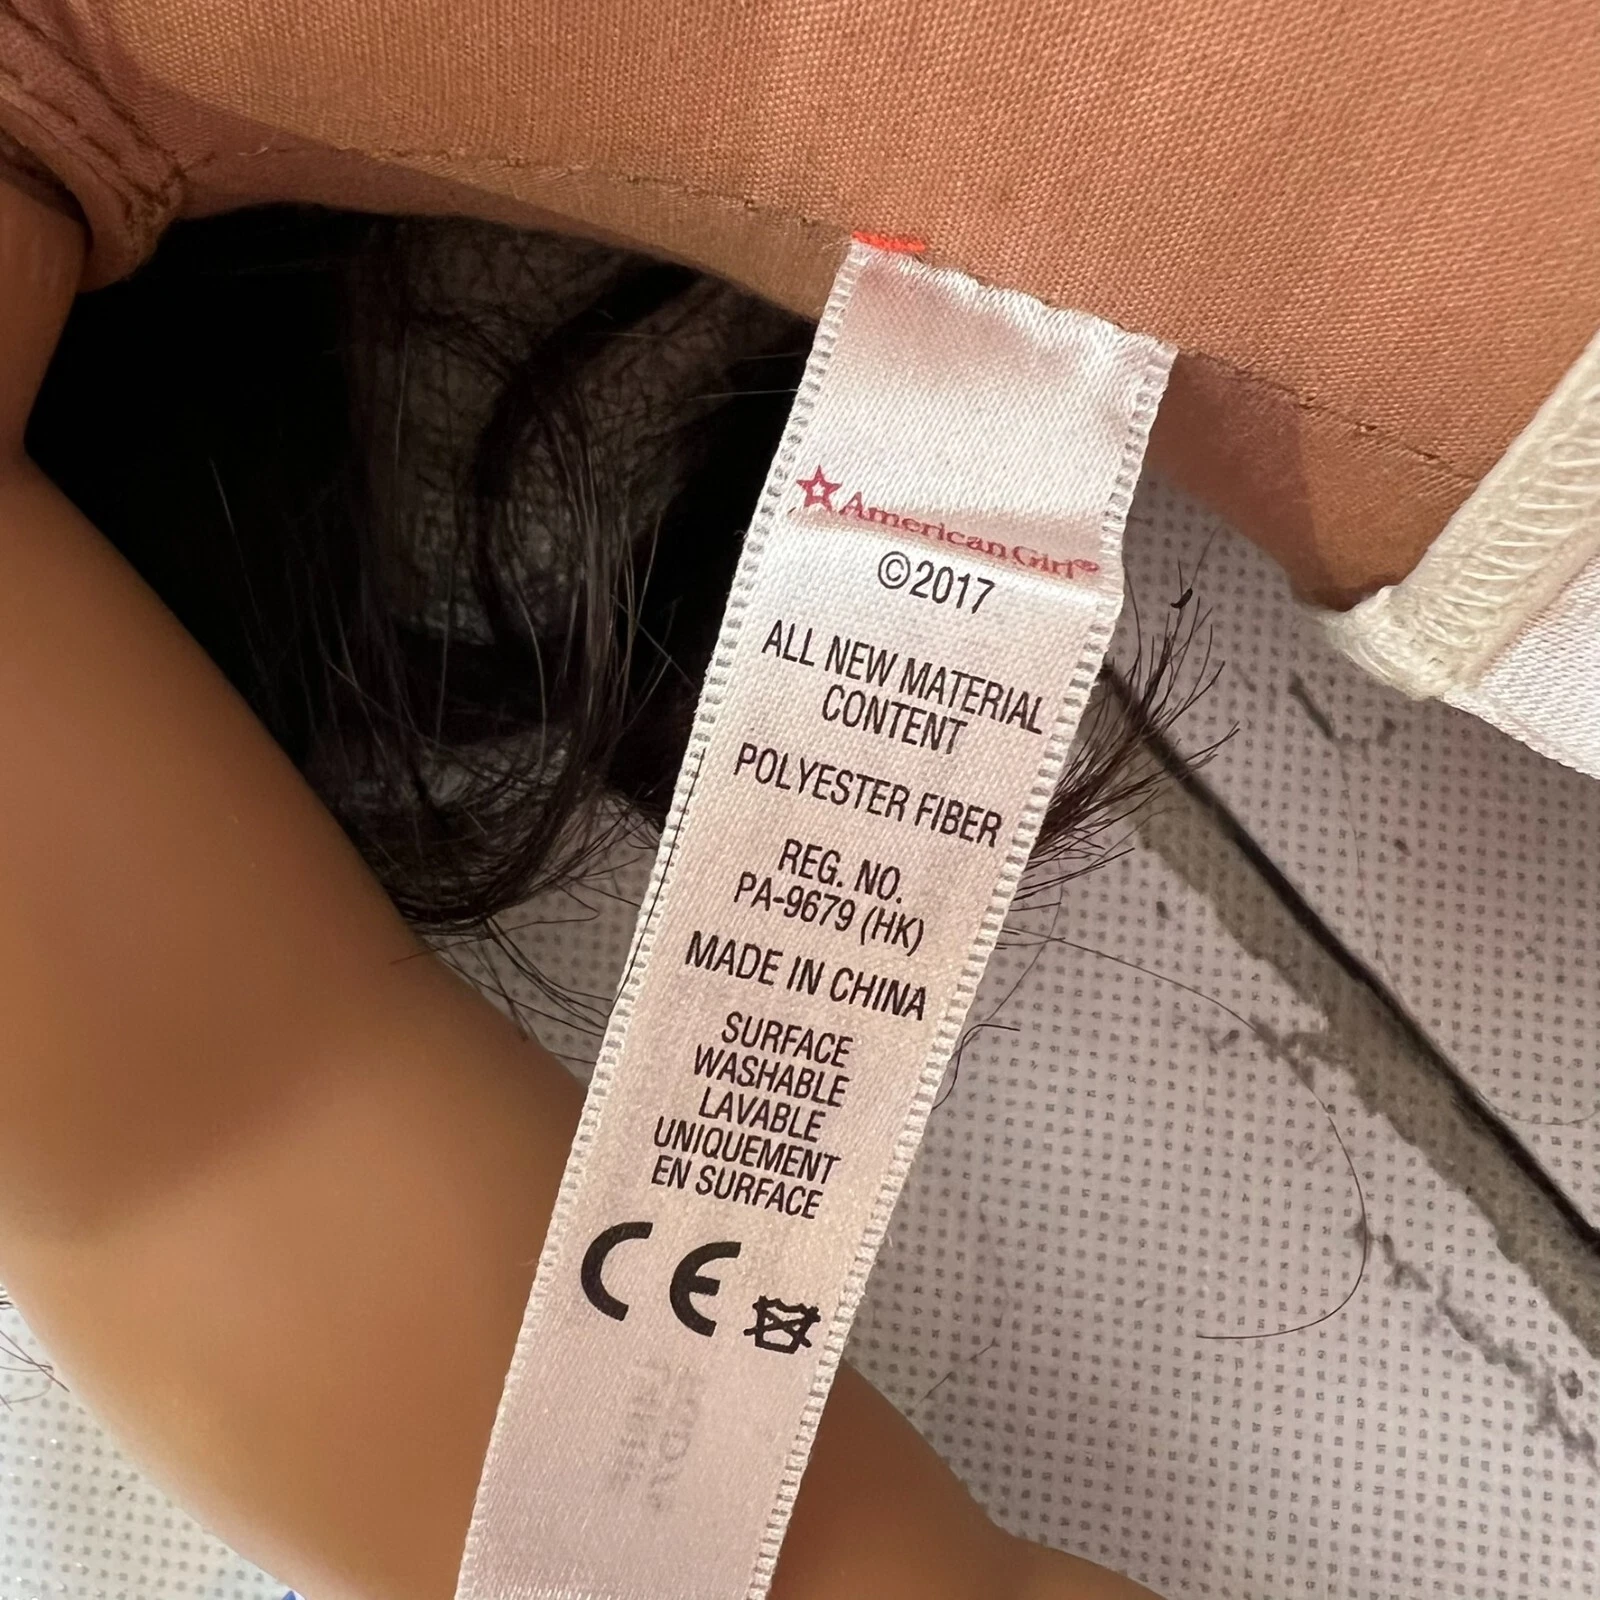 American Girl®
©2017
ALL NEW MATERIAL
CONTENT
POLYESTER FIBER
REG. NO.
PA-9679 (HK)
MADE IN CHINA
SURFACE
WASHABLE
LAVABLE
UNIQUEMENT
EN SURFACE
CE